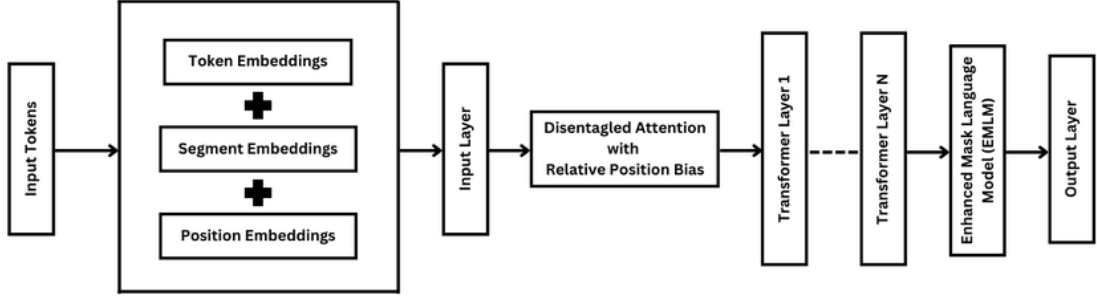 Input Tokens
Token Embeddings
Segment Embeddings
Position Embeddings
Input Layer
Disentagled Attention
with
Relative Position Bias
Transformer Layer 1
Transformer Layer N
Enhanced Mask Language
Model (EMLM)
Output Layer